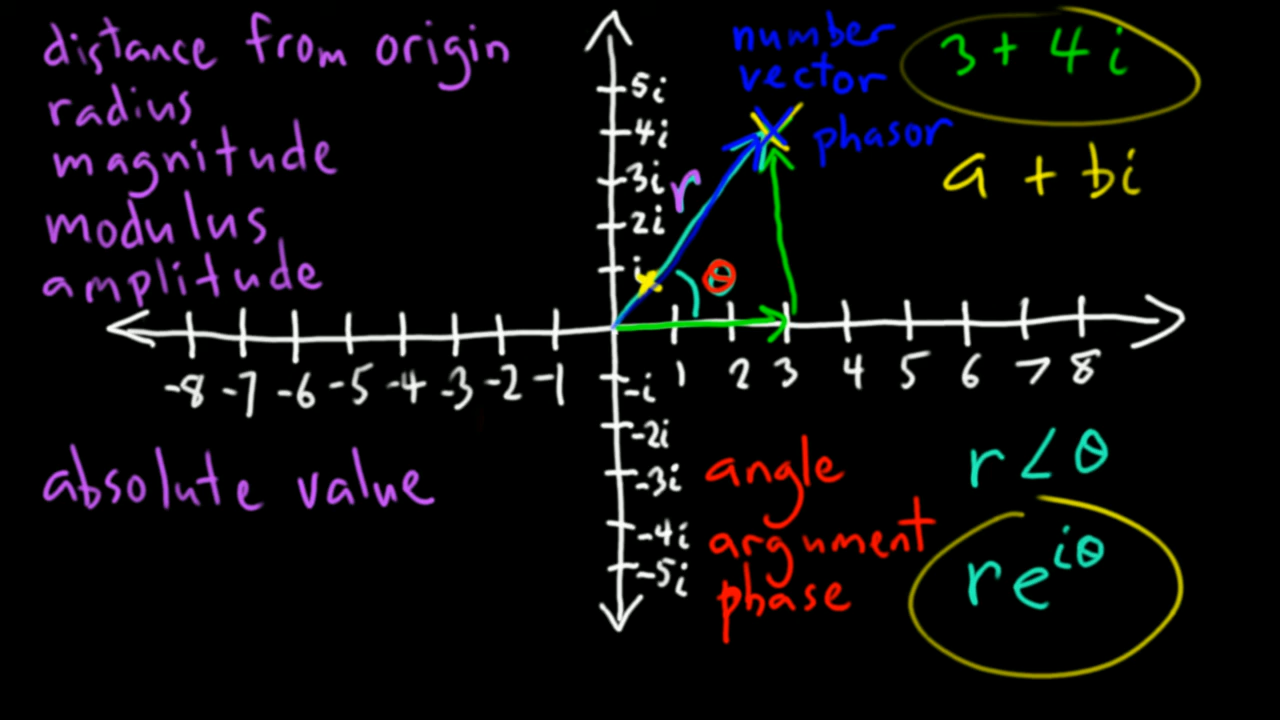 distance from origin
radius
magnitude
modulus
amplitude
absolute value
number
vector
phasor
3 + 4i
a + bi
5i
4i
3i
2i
i
r
θ
-8 -7 -6 -5 -4 -3 -2 -1 1 2 3 4 5 6 7 8
-i
-2i
-3i
-4i
-5i
angle
argument
phase
r∠θ
re^{iθ}